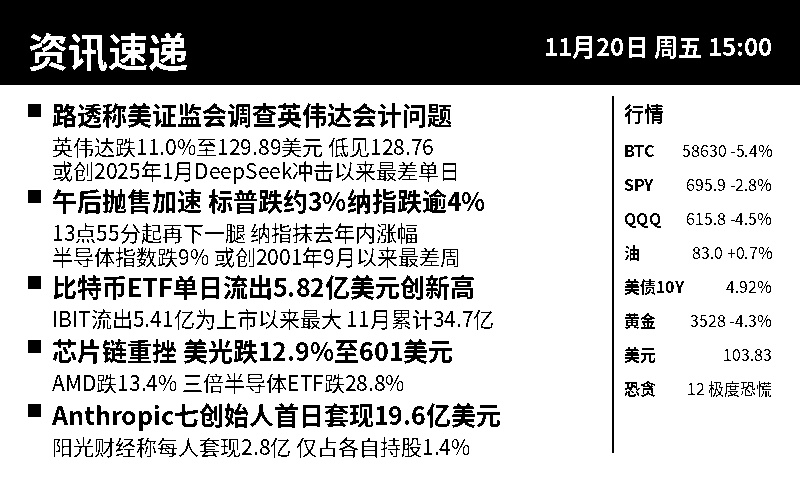 资讯速递
11月20日 周五 15:00
路透称美证监会调查英伟达会计问题
英伟达跌11.0%至129.89美元 低见128.76
或创2025年1月DeepSeek冲击以来最差单日
午后抛售加速 标普跌约3%纳指跌逾4%
13点55分起再下一腿 纳指抹去年内涨幅
半导体指数跌9% 或创2001年9月以来最差周
比特币ETF单日流出5.82亿美元创新高
IBIT流出5.41亿为上市以来最大 11月累计34.7亿
芯片链重挫 美光跌12.9%至601美元
AMD跌13.4% 三倍半导体ETF跌28.8%
Anthropic七创始人首日套现19.6亿美元
阳光财经称每人套现2.8亿 仅占各自持股1.4%
行情
BTC 58630 -5.4%
SPY 695.9 -2.8%
QQQ 615.8 -4.5%
油 83.0 +0.7%
美债10Y 4.92%
黄金 3528 -4.3%
美元 103.83
恐贪 12 极度恐慌